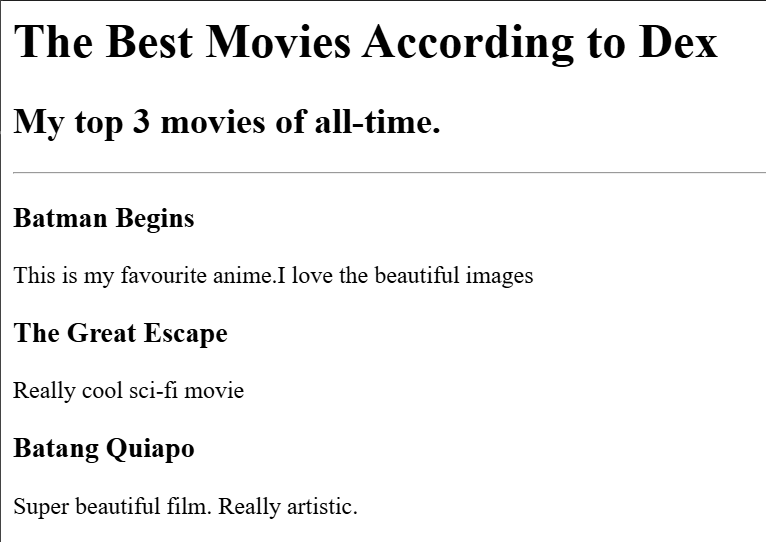 The Best Movies According to Dex
My top 3 movies of all-time.
Batman Begins
This is my favourite anime.I love the beautiful images
The Great Escape
Really cool sci-fi movie
Batang Quiapo
Super beautiful film. Really artistic.